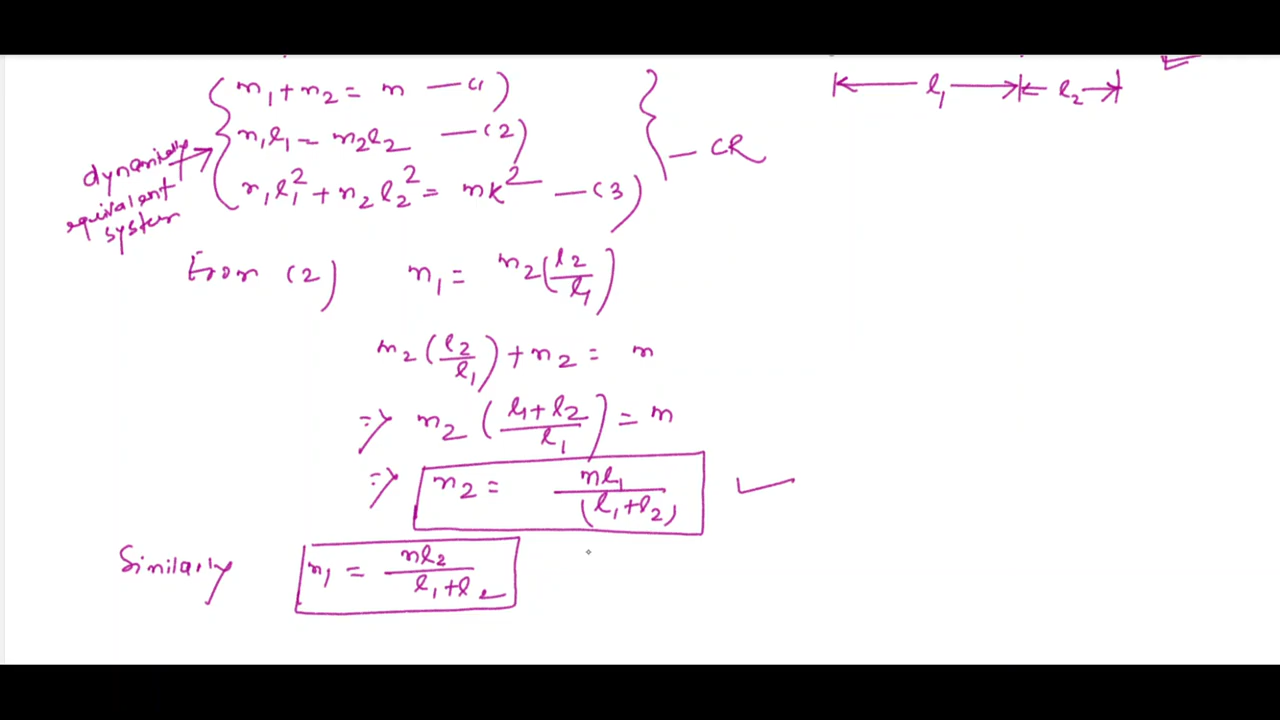 m₁ + m₂ = m — (1)
l₁ l₂
m₁l₁ = m₂l₂ — (2)
— CR
dynamically
equivalent
system
m₁l₁² + m₂l₂² = mk² — (3)
From (2) m₁ = m₂(l₂/l₁)
m₂(l₂/l₁) + m₂ = m
⇒ m₂((l₁+l₂)/l₁) = m
⇒ m₂ = ml₁/(l₁+l₂) ✓
Similarly m₁ = ml₂/(l₁+l₂)